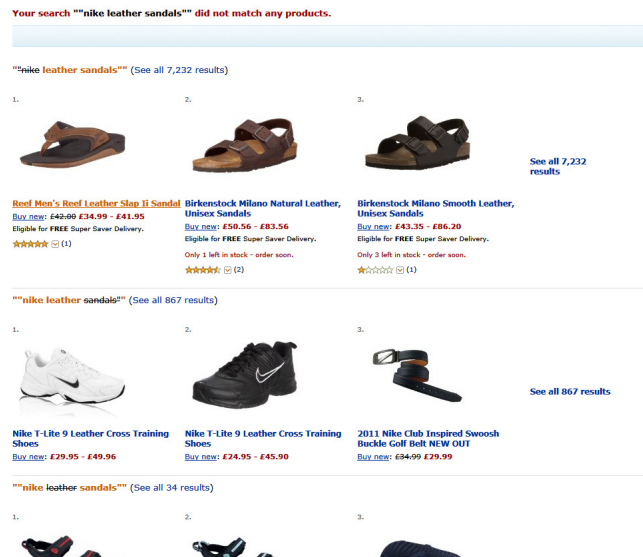 Your search ""nike leather sandals"" did not match any products.
""nike leather sandals"" (See all 7,232 results)
1.
2.
3.
See all 7,232
results
Reef Men's Reef Leather Slap Ii Sandal
Buy new: £42.00 £34.99 - £41.95
Eligible for FREE Super Saver Delivery.
(1)
Birkenstock Milano Natural Leather,
Unisex Sandals
Buy new: £50.56 - £83.56
Eligible for FREE Super Saver Delivery.
Only 1 left in stock - order soon.
(2)
Birkenstock Milano Smooth Leather,
Unisex Sandals
Buy new: £43.35 - £86.20
Eligible for FREE Super Saver Delivery.
Only 3 left in stock - order soon.
(1)
""nike leather sandals"" (See all 867 results)
1.
2.
3.
See all 867 results
Nike T-Lite 9 Leather Cross Training
Shoes
Buy new: £29.95 - £49.96
Nike T-Lite 9 Leather Cross Training
Shoes
Buy new: £24.95 - £45.90
2011 Nike Club Inspired Swoosh
Buckle Golf Belt NEW OUT
Buy new: £34.99 £29.99
""nike leather sandals"" (See all 34 results)
1.
2.
3.